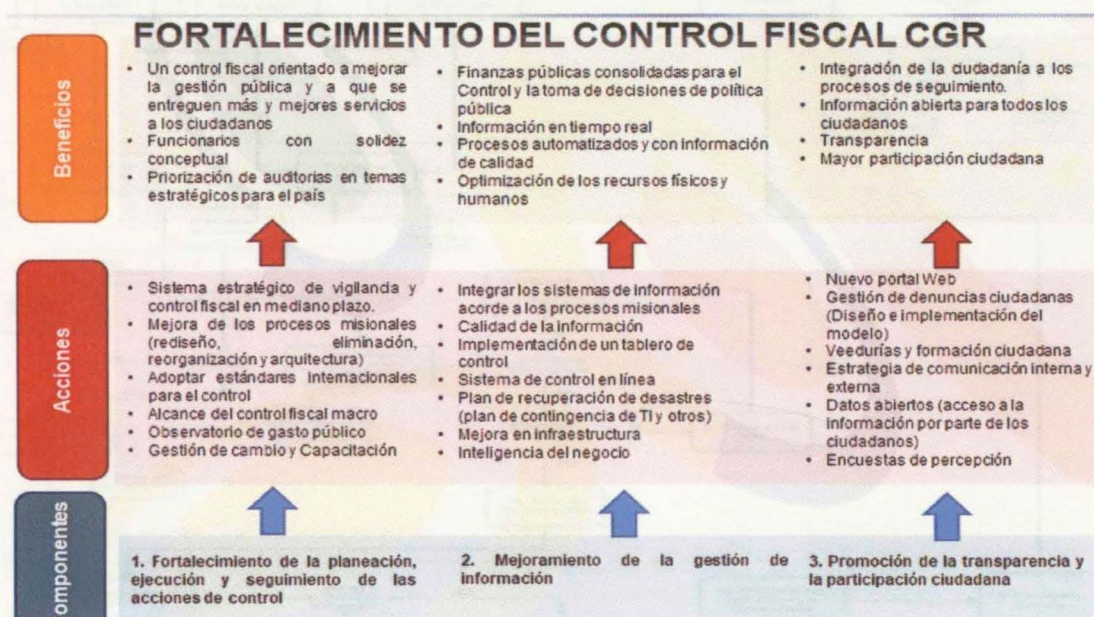 FORTALECIMIENTO DEL CONTROL FISCAL CGR
Beneficios
• Un control fiscal orientado a mejorar
la gestión pública y a que se
entreguen más y mejores servicios
a los ciudadanos
• Funcionarios con solidez
conceptual
• Priorización de auditorias en temas
estratégicos para el país
• Finanzas públicas consolidadas para el
Control y la toma de decisiones de política
pública
• Información en tiempo real
• Procesos automatizados y con información
de calidad
• Optimización de los recursos físicos y
humanos
• Integración de la ciudadanía a los
procesos de seguimiento.
• Información abierta para todos los
ciudadanos
• Transparencia
• Mayor participación ciudadana
Acciones
• Sistema estratégico de vigilancia y
control fiscal en mediano plazo.
• Mejora de los procesos misionales
(rediseño, eliminación,
reorganización y arquitectura)
• Adoptar estándares internacionales
para el control
• Alcance del control fiscal macro
• Observatorio de gasto público
• Gestión de cambio y Capacitación
• Integrar los sistemas de información
acorde a los procesos misionales
• Calidad de la información
• Implementación de un tablero de
control
• Sistema de control en línea
• Plan de recuperación de desastres
(plan de contingencia de TI y otros)
• Mejora en infraestructura
• Inteligencia del negocio
• Nuevo portal Web
• Gestión de denuncias ciudadanas
(Diseño e implementación del
modelo)
• Veedurías y formación ciudadana
• Estrategia de comunicación interna y
externa
• Datos abiertos (acceso a la
Información por parte de los
ciudadanos)
• Encuestas de percepción
omponentes
1. Fortalecimiento de la planeación,
ejecución y seguimiento de las
acciones de control
2. Mejoramiento de la gestión de
información
3. Promoción de la transparencia y
la participación ciudadana